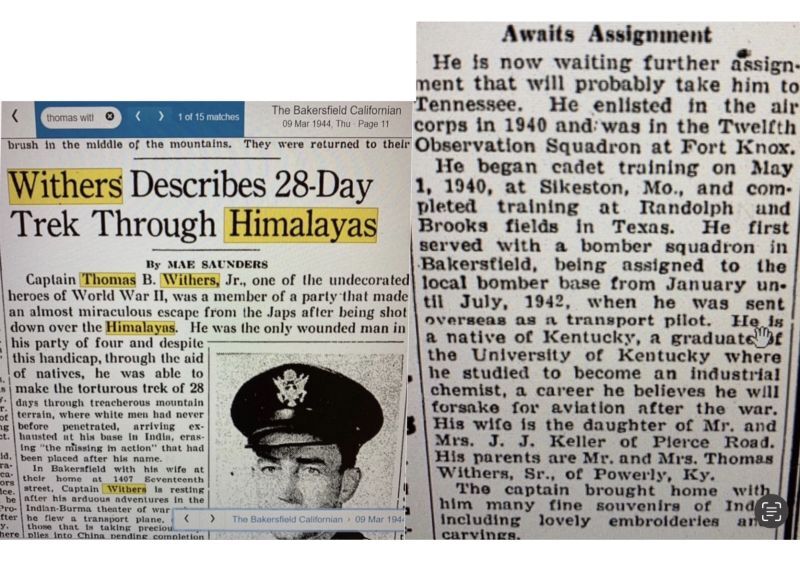 thomas witl
1 of 15 matches
The Bakersfield Californian
09 Mar 1944, Thu · Page 11
brush in the middle of the mountains. They were returned to their
Withers Describes 28-Day
Trek Through Himalayas
By MAE SAUNDERS
Captain Thomas B. Withers, Jr., one of the undecorated
heroes of World War II, was a member of a party that made
an almost miraculous escape from the Japs after being shot
down over the Himalayas. He was the only wounded man in
his party of four and despite
this handicap, through the aid
of natives, he was able to
make the torturous trek of 28
days through treacherous mountain
terrain, where white men had never
before penetrated, arriving ex-
hausted at his base in India, eras-
ing "the missing in action" that had
been placed after his name.
In Bakersfield with his wife at
their home at 1407 Seventeenth
street, Captain Withers is resting
after his arduous adventures in the
Indian-Burma theater of war
he flew a transport plane,
those that is taking preciou
plies into China pending completion
The Bakersfield Californian › 09 Mar 194
Awaits Assignment
He is now waiting further assign-
ment that will probably take him to
Tennessee. He enlisted in the air
corps in 1940 and was in the Twelfth
Observation Squadron at Fort Knox.
He began cadet training on May
1, 1940, at Sikeston, Mo., and com-
pleted training at Randolph and
Brooks fields in Texas. He first
served with a bomber squadron in
Bakersfield, being assigned to the
local bomber base from January un-
til July, 1942, when he was sent
overseas as a transport pilot. He is
a native of Kentucky, a graduate of
the University of Kentucky where
he studied to become an industrial
chemist, a career he believes he will
forsake for aviation after the war.
His wife is the daughter of Mr. and
Mrs. J. J. Keller of Pierce Road.
His parents are Mr. and Mrs. Thomas
Withers, Sr., of Powerly, Ky.
The captain brought home with
him many fine souvenirs of Ind
including lovely embroideries an
carvings.